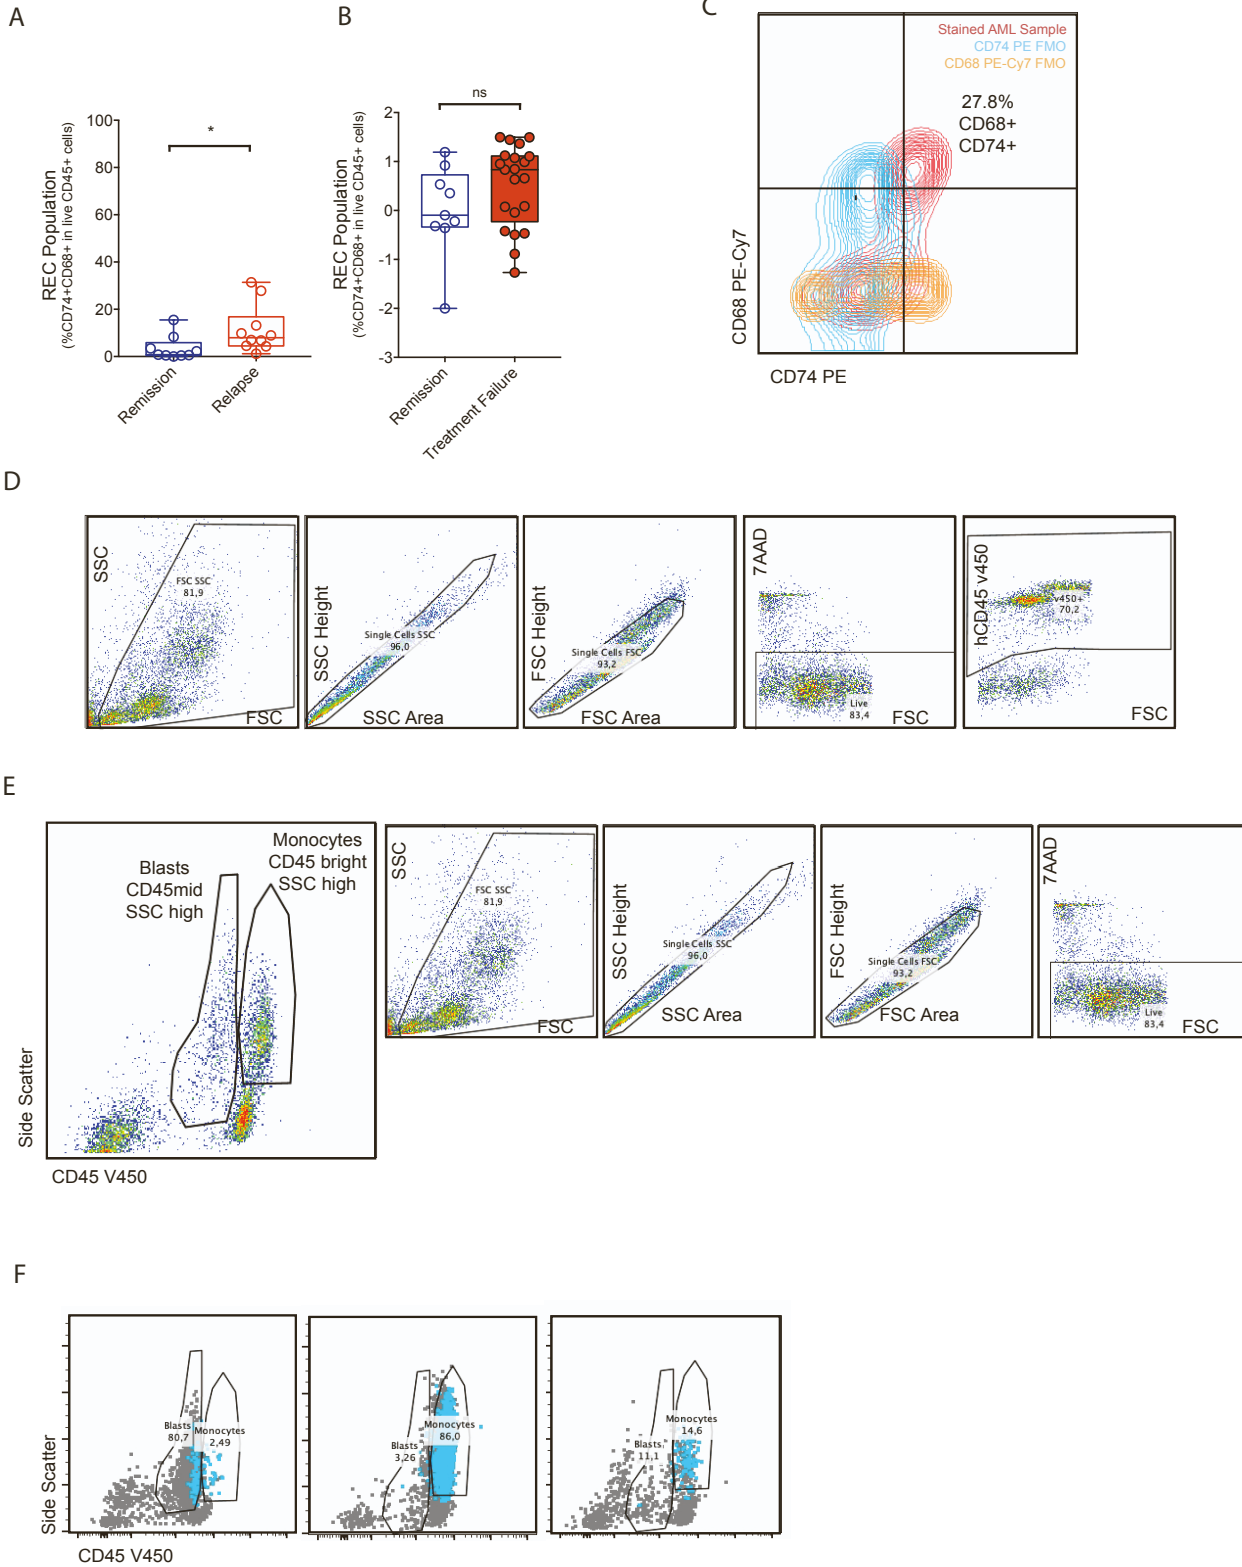 A
B
C
REC Population
(%CD74+CD68+ in live CD45+ cells)
100
80
60
40
20
0
*
Remission
Relapse
REC Population
(%CD74+CD68+ in live CD45+ cells)
2
1
0
-1
-2
-3
ns
Remission
Treatment Failure
Stained AML Sample
CD74 PE FMO
CD68 PE-Cy7 FMO
27.8%
CD68+
CD74+
CD68 PE-Cy7
CD74 PE
D
SSC
FSC SSC
81,9
FSC
SSC Height
Single Cells SSC
96,0
SSC Area
FSC Height
Single Cells FSC
93,2
FSC Area
7AAD
Live
83,4
FSC
hCD45 v450
v450+
70,2
FSC
E
Blasts
CD45mid
SSC high
Monocytes
CD45 bright
SSC high
Side Scatter
CD45 V450
SSC
FSC SSC
81,9
FSC
SSC Height
Single Cells SSC
96,0
SSC Area
FSC Height
Single Cells FSC
93,2
FSC Area
7AAD
Live
83,4
FSC
F
Side Scatter
Blasts
80,7
Monocytes
2,49
CD45 V450
Blasts
3,26
Monocytes
86,0
Blasts
11,1
Monocytes
14,6